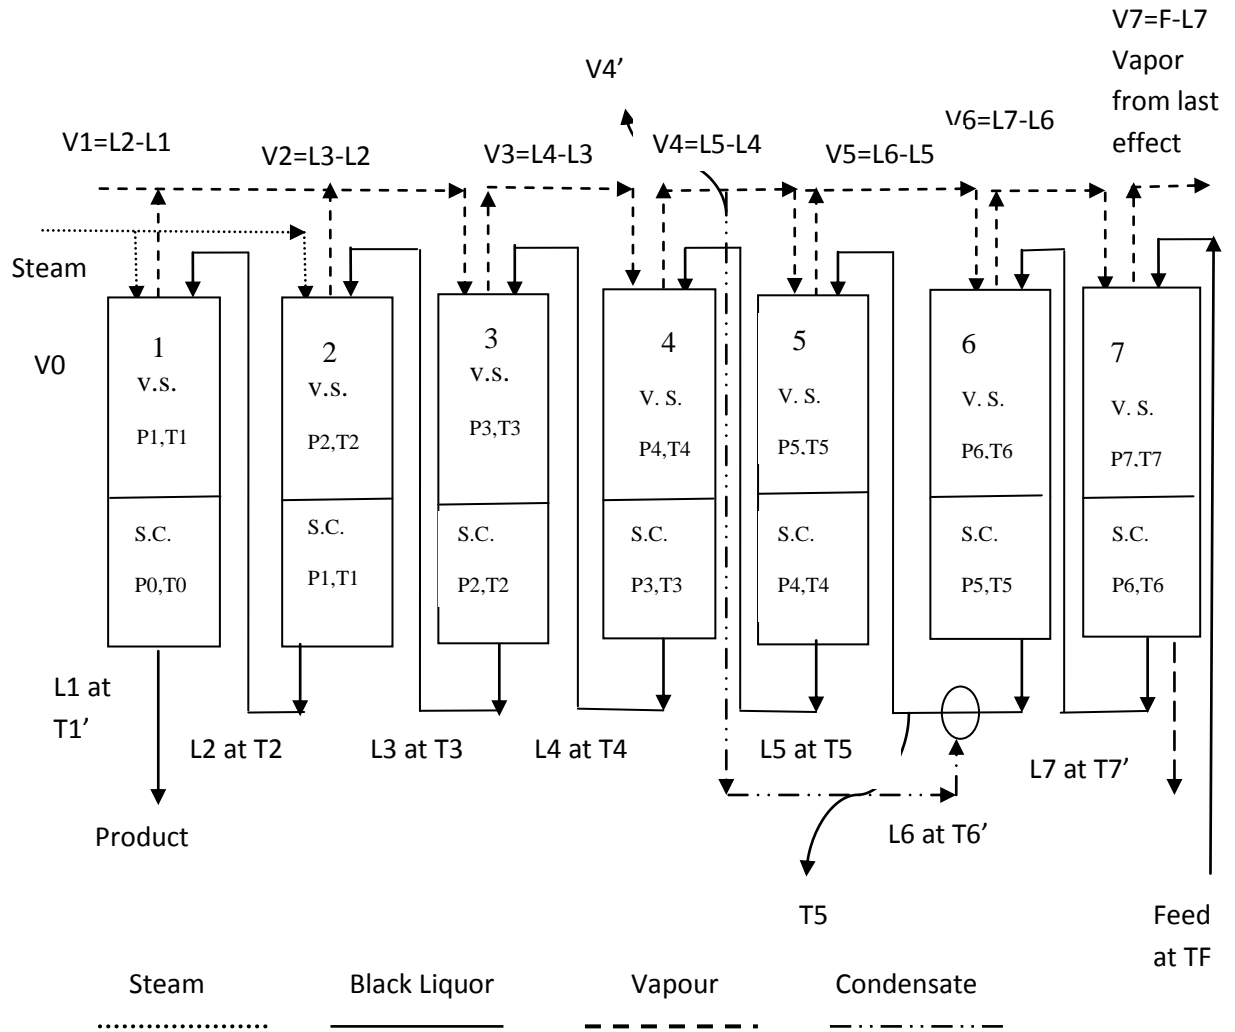 V7=F-L7
Vapor
from last
effect
V4’
V6=L7-L6
V1=L2-L1
V2=L3-L2
V3=L4-L3
V4=L5-L4
V5=L6-L5
Steam
V0
1
v.s.
P1,T1
S.C.
P0,T0
2
v.s.
P2,T2
S.C.
P1,T1
3
v.s.
P3,T3
S.C.
P2,T2
4
V. S.
P4,T4
S.C.
P3,T3
5
V. S.
P5,T5
S.C.
P4,T4
6
V. S.
P6,T6
S.C.
P5,T5
7
V. S.
P7,T7
S.C.
P6,T6
L1 at
T1’
L2 at T2
L3 at T3
L4 at T4
L5 at T5
L6 at T6’
L7 at T7’
Product
T5
Feed
at TF
Steam
Black Liquor
Vapour
Condensate